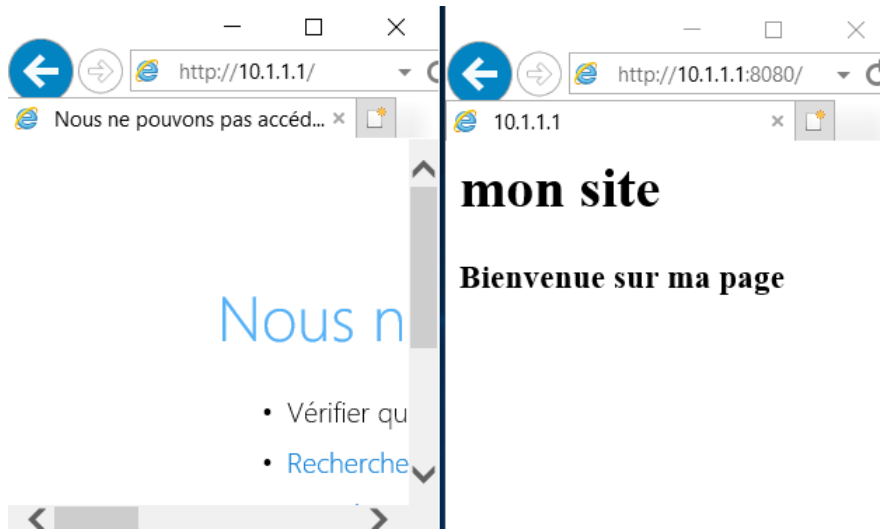 http://10.1.1.1/
Nous ne pouvons pas accéd...
Nous n
Vérifier qu
Recherche
http://10.1.1.1:8080/
10.1.1.1
mon site
Bienvenue sur ma page